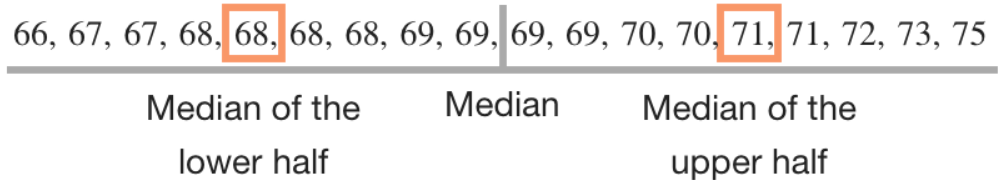 66, 67, 67, 68, 68, 68, 68, 69, 69, 69, 69, 70, 70, 71, 71, 72, 73, 75
Median of the lower half
Median
Median of the upper half